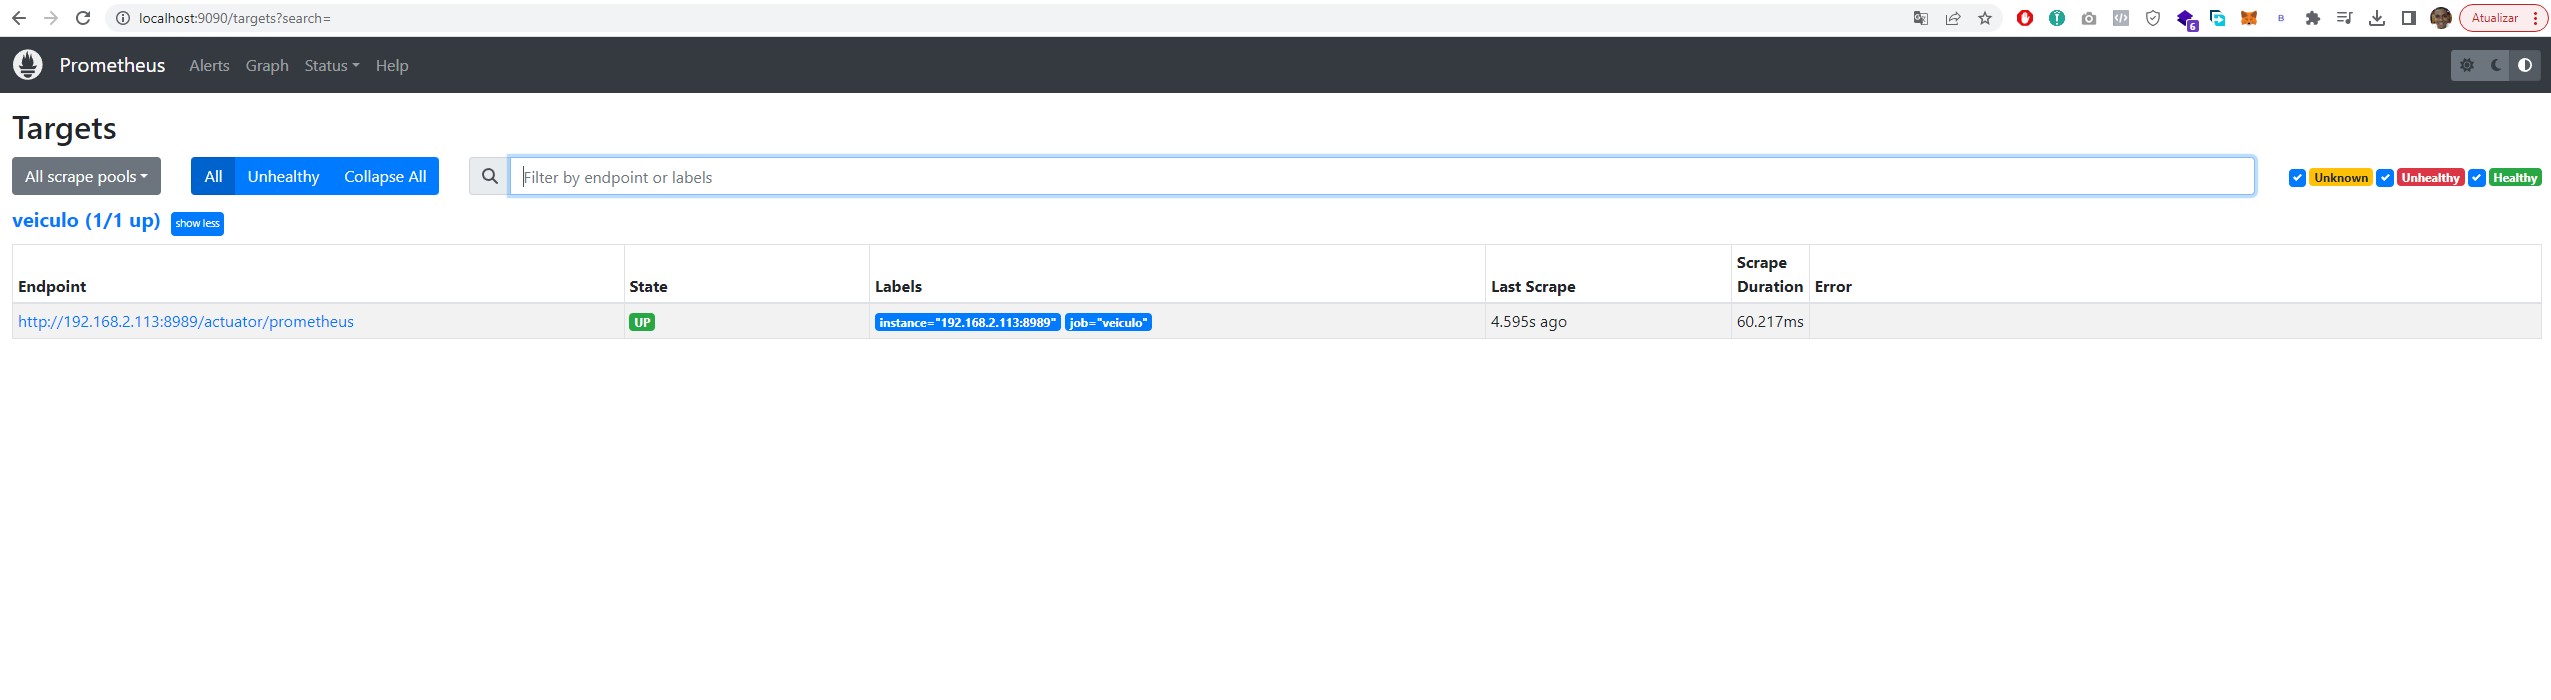 localhost:9090/targets?search=
6
B
Atualizar
Prometheus Alerts Graph Status Help
Targets
All scrape pools All Unhealthy Collapse All Filter by endpoint or labels Unknown Unhealthy Healthy
veiculo (1/1 up) show less
Endpoint State Labels Last Scrape Scrape Duration Error
http://192.168.2.113:8989/actuator/prometheus UP instance="192.168.2.113:8989" job="veiculo" 4.595s ago 60.217ms